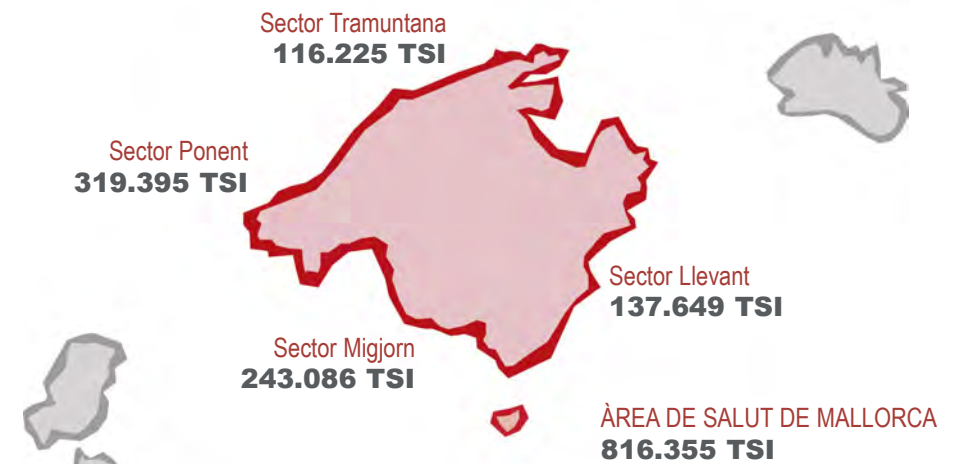 Sector Tramuntana
116.225 TSI
Sector Ponent
319.395 TSI
Sector Llevant
137.649 TSI
Sector Migjorn
243.086 TSI
ÀREA DE SALUT DE MALLORCA
816.355 TSI